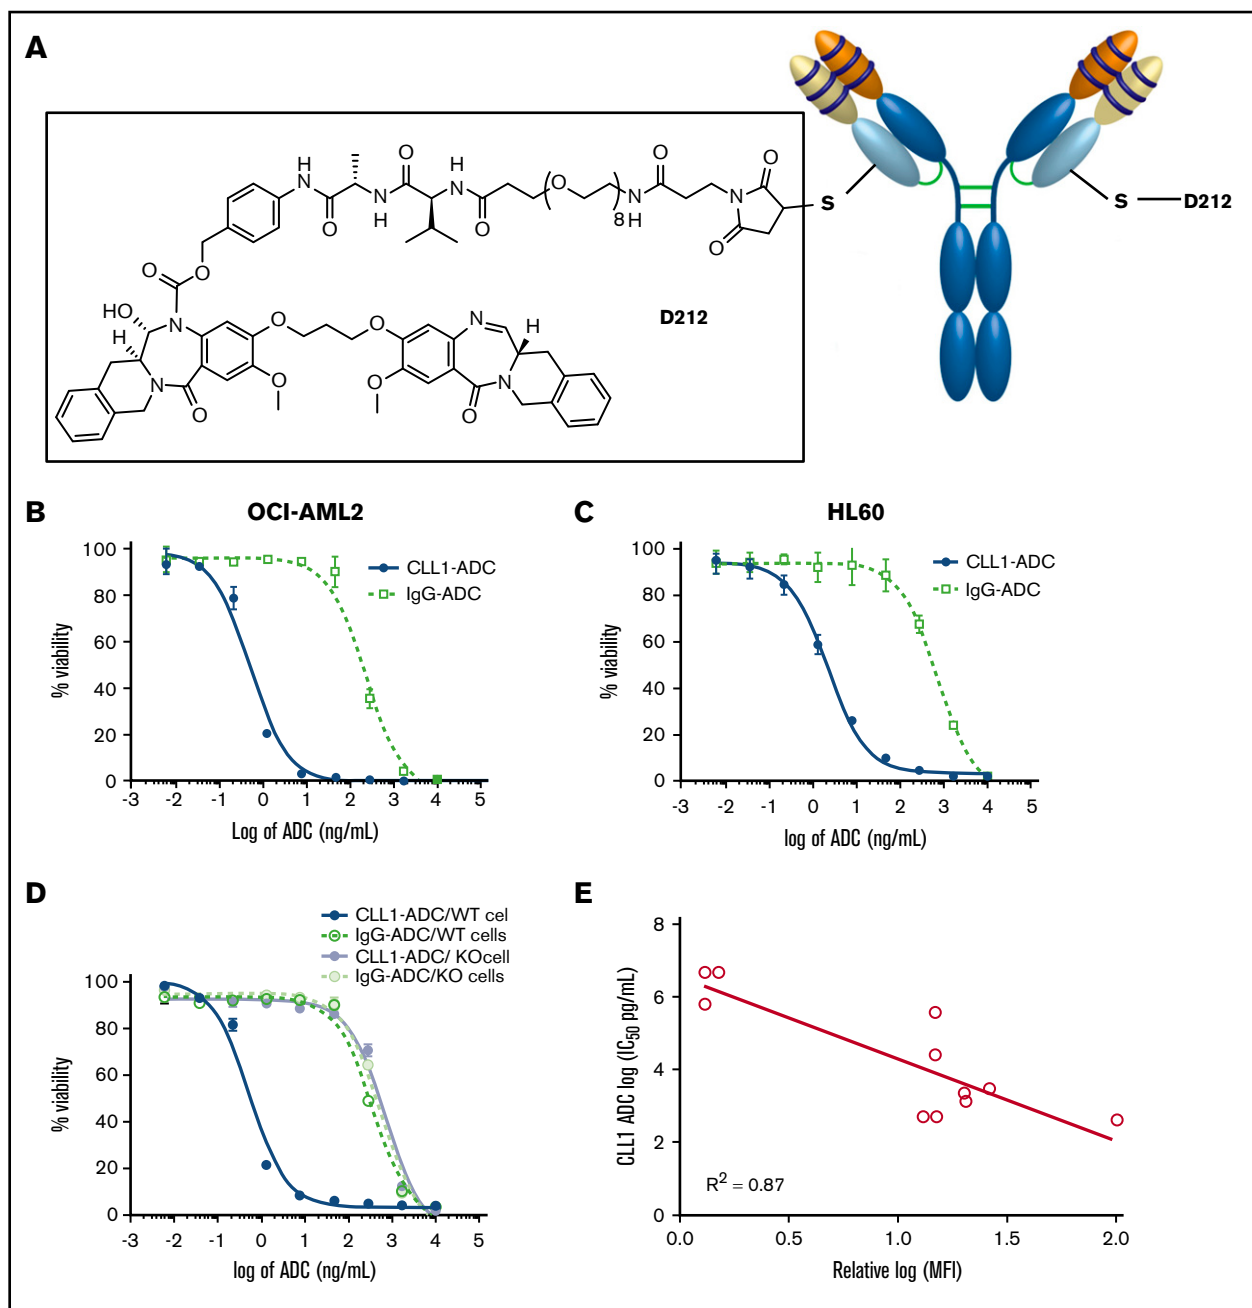 A
H
N
O
N
H
O
H
N
O
O
8
H
N
O
N
O
O
S
S
D212
O
O
HO
H
N
N
O
O
O
O
D212
N
H
N
O
O
B
OCI-AML2
100
80
60
40
20
0
-3 -2 -1 0 1 2 3 4 5
% viability
Log of ADC (ng/mL)
CLL1-ADC
IgG-ADC
C
HL60
100
80
60
40
20
0
-3 -2 -1 0 1 2 3 4 5
% viability
log of ADC (ng/mL)
CLL1-ADC
IgG-ADC
D
CLL1-ADC/WT cel
IgG-ADC/WT cells
CLL1-ADC/ KOcell
IgG-ADC/KO cells
100
80
60
40
20
0
-3 -2 -1 0 1 2 3 4 5
% viability
log of ADC (ng/mL)
E
8
6
4
2
0
0.0 0.5 1.0 1.5 2.0
CLL1 ADC log (IC50 pg/mL)
R2 = 0.87
Relative log (MFI)